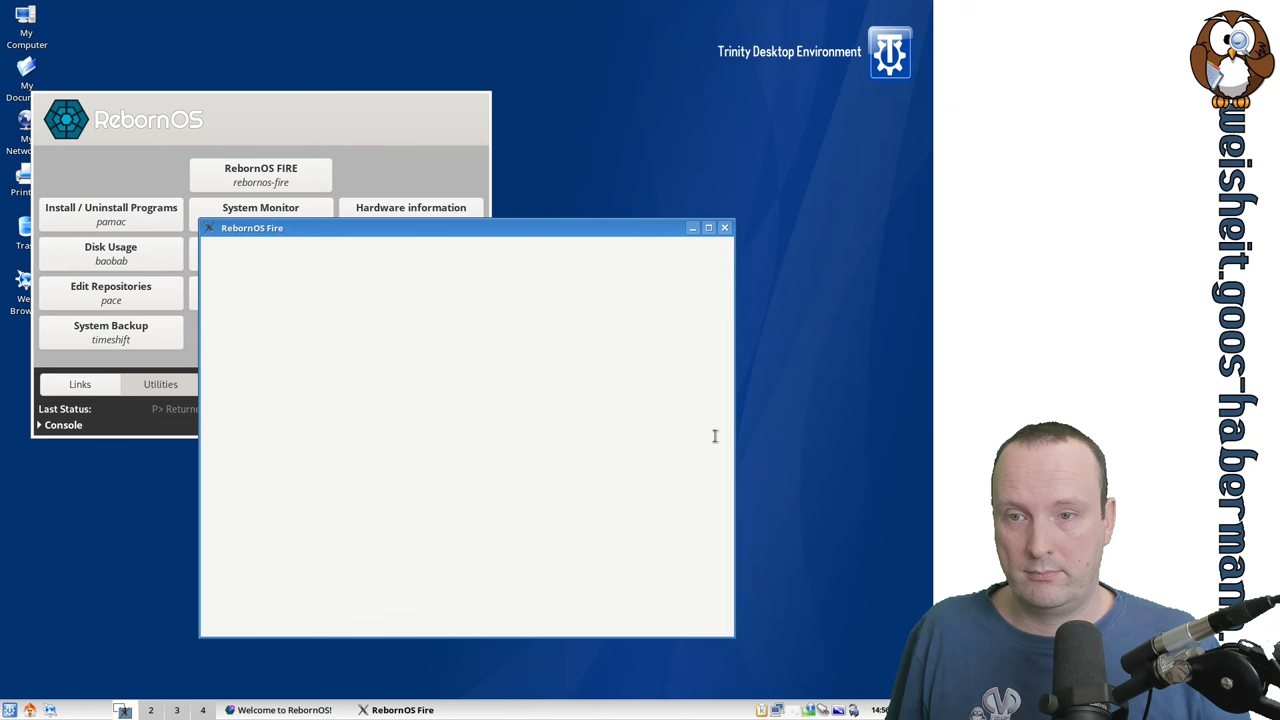 My
Computer
Trinity Desktop Environment
My
RebornOS
RebornOS FIRE
rebornos-fire
Install / Uninstall Programs
pamac
System Monitor
Hardware information
RebornOS Fire
Disk Usage
baobab
Edit Repositories
pace
System Backup
timeshift
Links
Utilities
Last Status:
P> Returne
Console
2
3
4
Welcome to RebornOS!
RebornOS Fire
weisheit.goos-habermann.